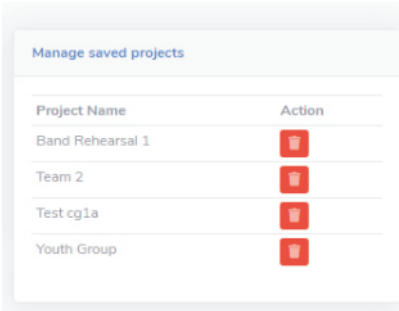 Manage saved projects
Project Name Action
Band Rehearsal 1
Team 2
Test cg1a
Youth Group